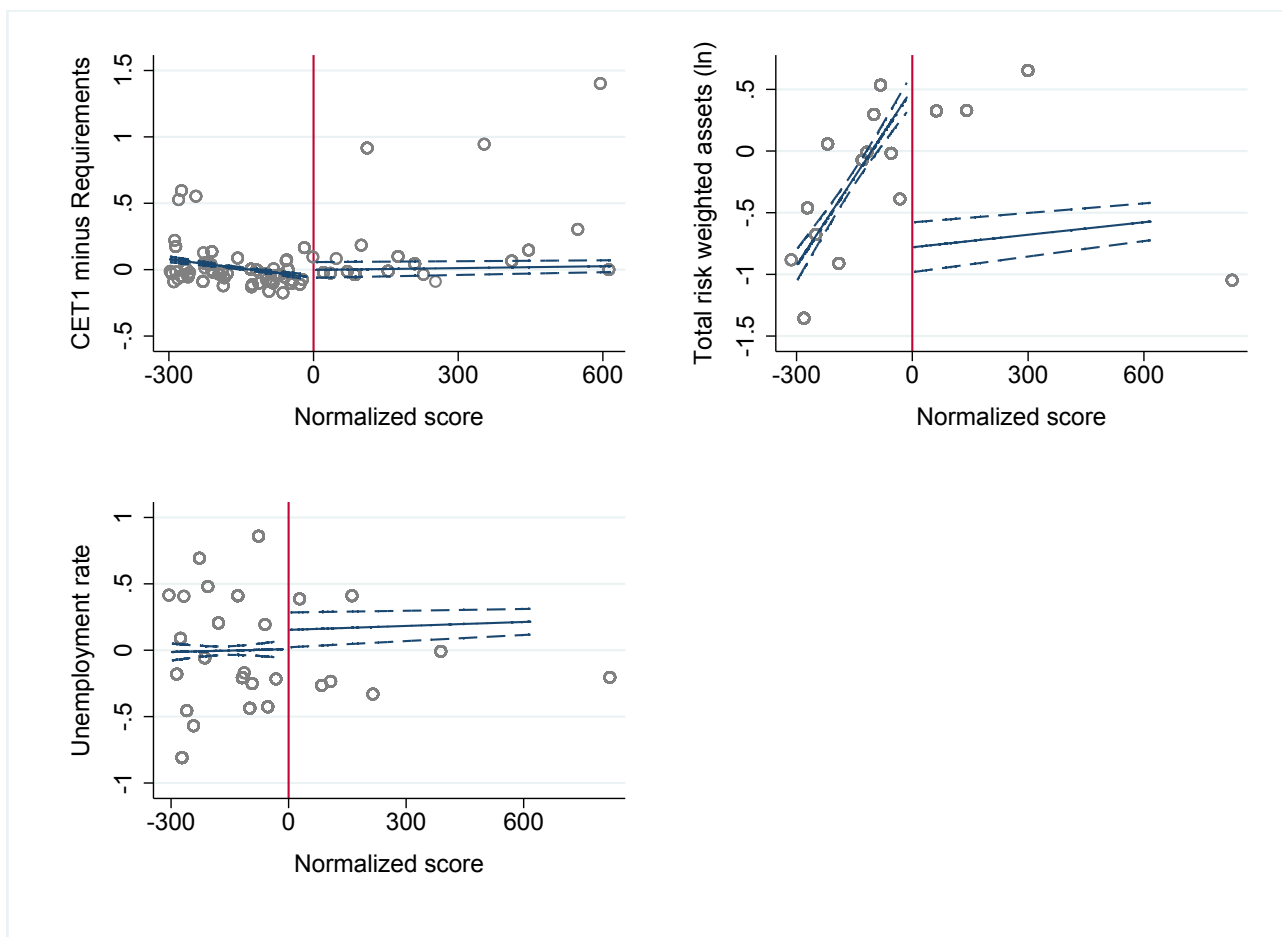 CET1 minus Requirements
1.5
1
.5
0
-.5
-300 0 300 600
Normalized score
Total risk weighted assets (ln)
.5
0
-.5
-1
-1.5
-300 0 300 600
Normalized score
Unemployment rate
1
.5
0
-.5
-1
-300 0 300 600
Normalized score